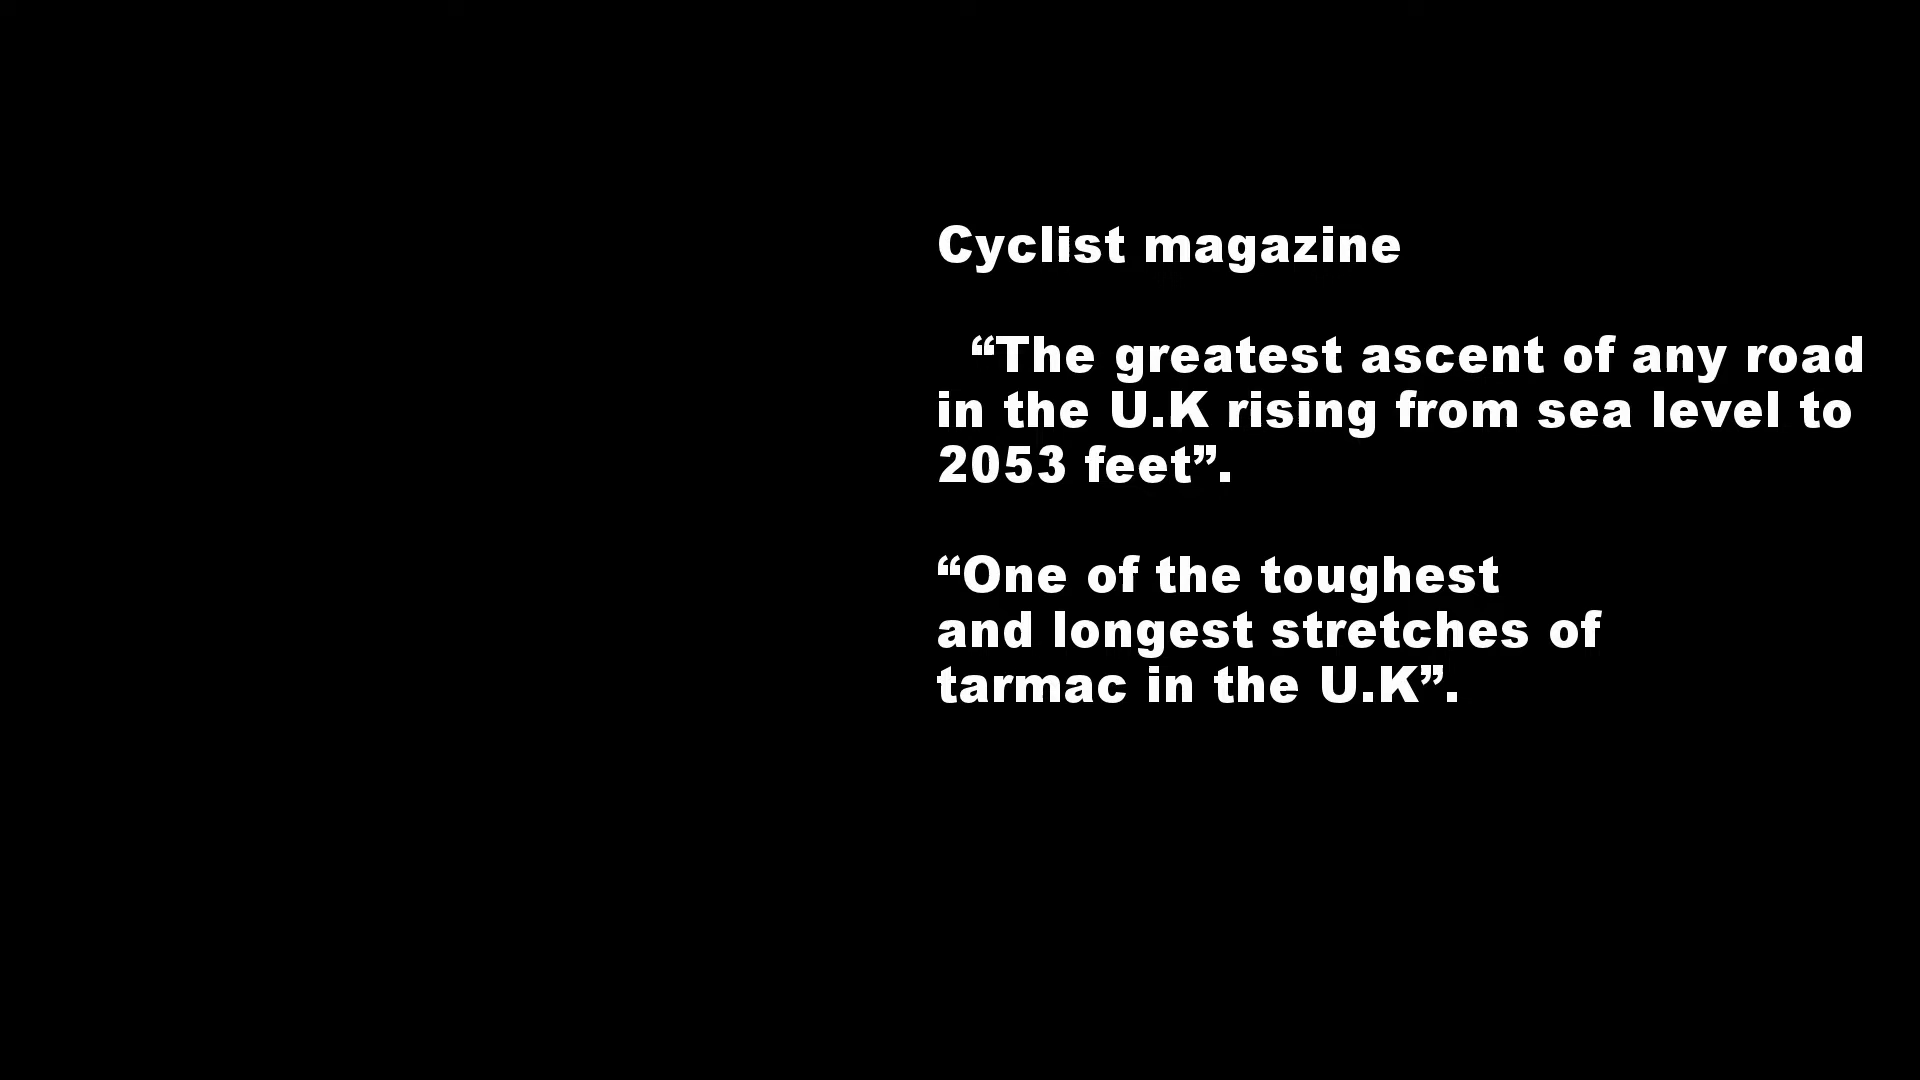 Cyclist magazine
“The greatest ascent of any road
in the U.K rising from sea level to
2053 feet”.
“One of the toughest
and longest stretches of
tarmac in the U.K”.